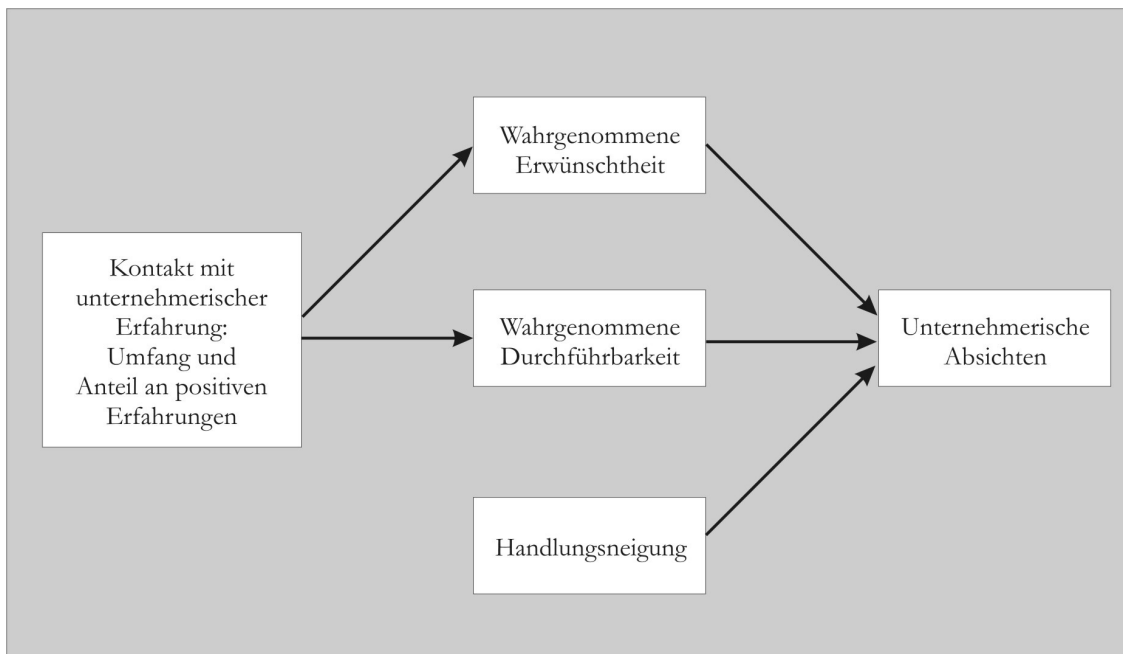 Kontakt mit
unternehmerischer
Erfahrung:
Umfang und
Anteil an positiven
Erfahrungen
Wahrgenommene
Erwünschtheit
Wahrgenommene
Durchführbarkeit
Handlungsneigung
Unternehmerische
Absichten